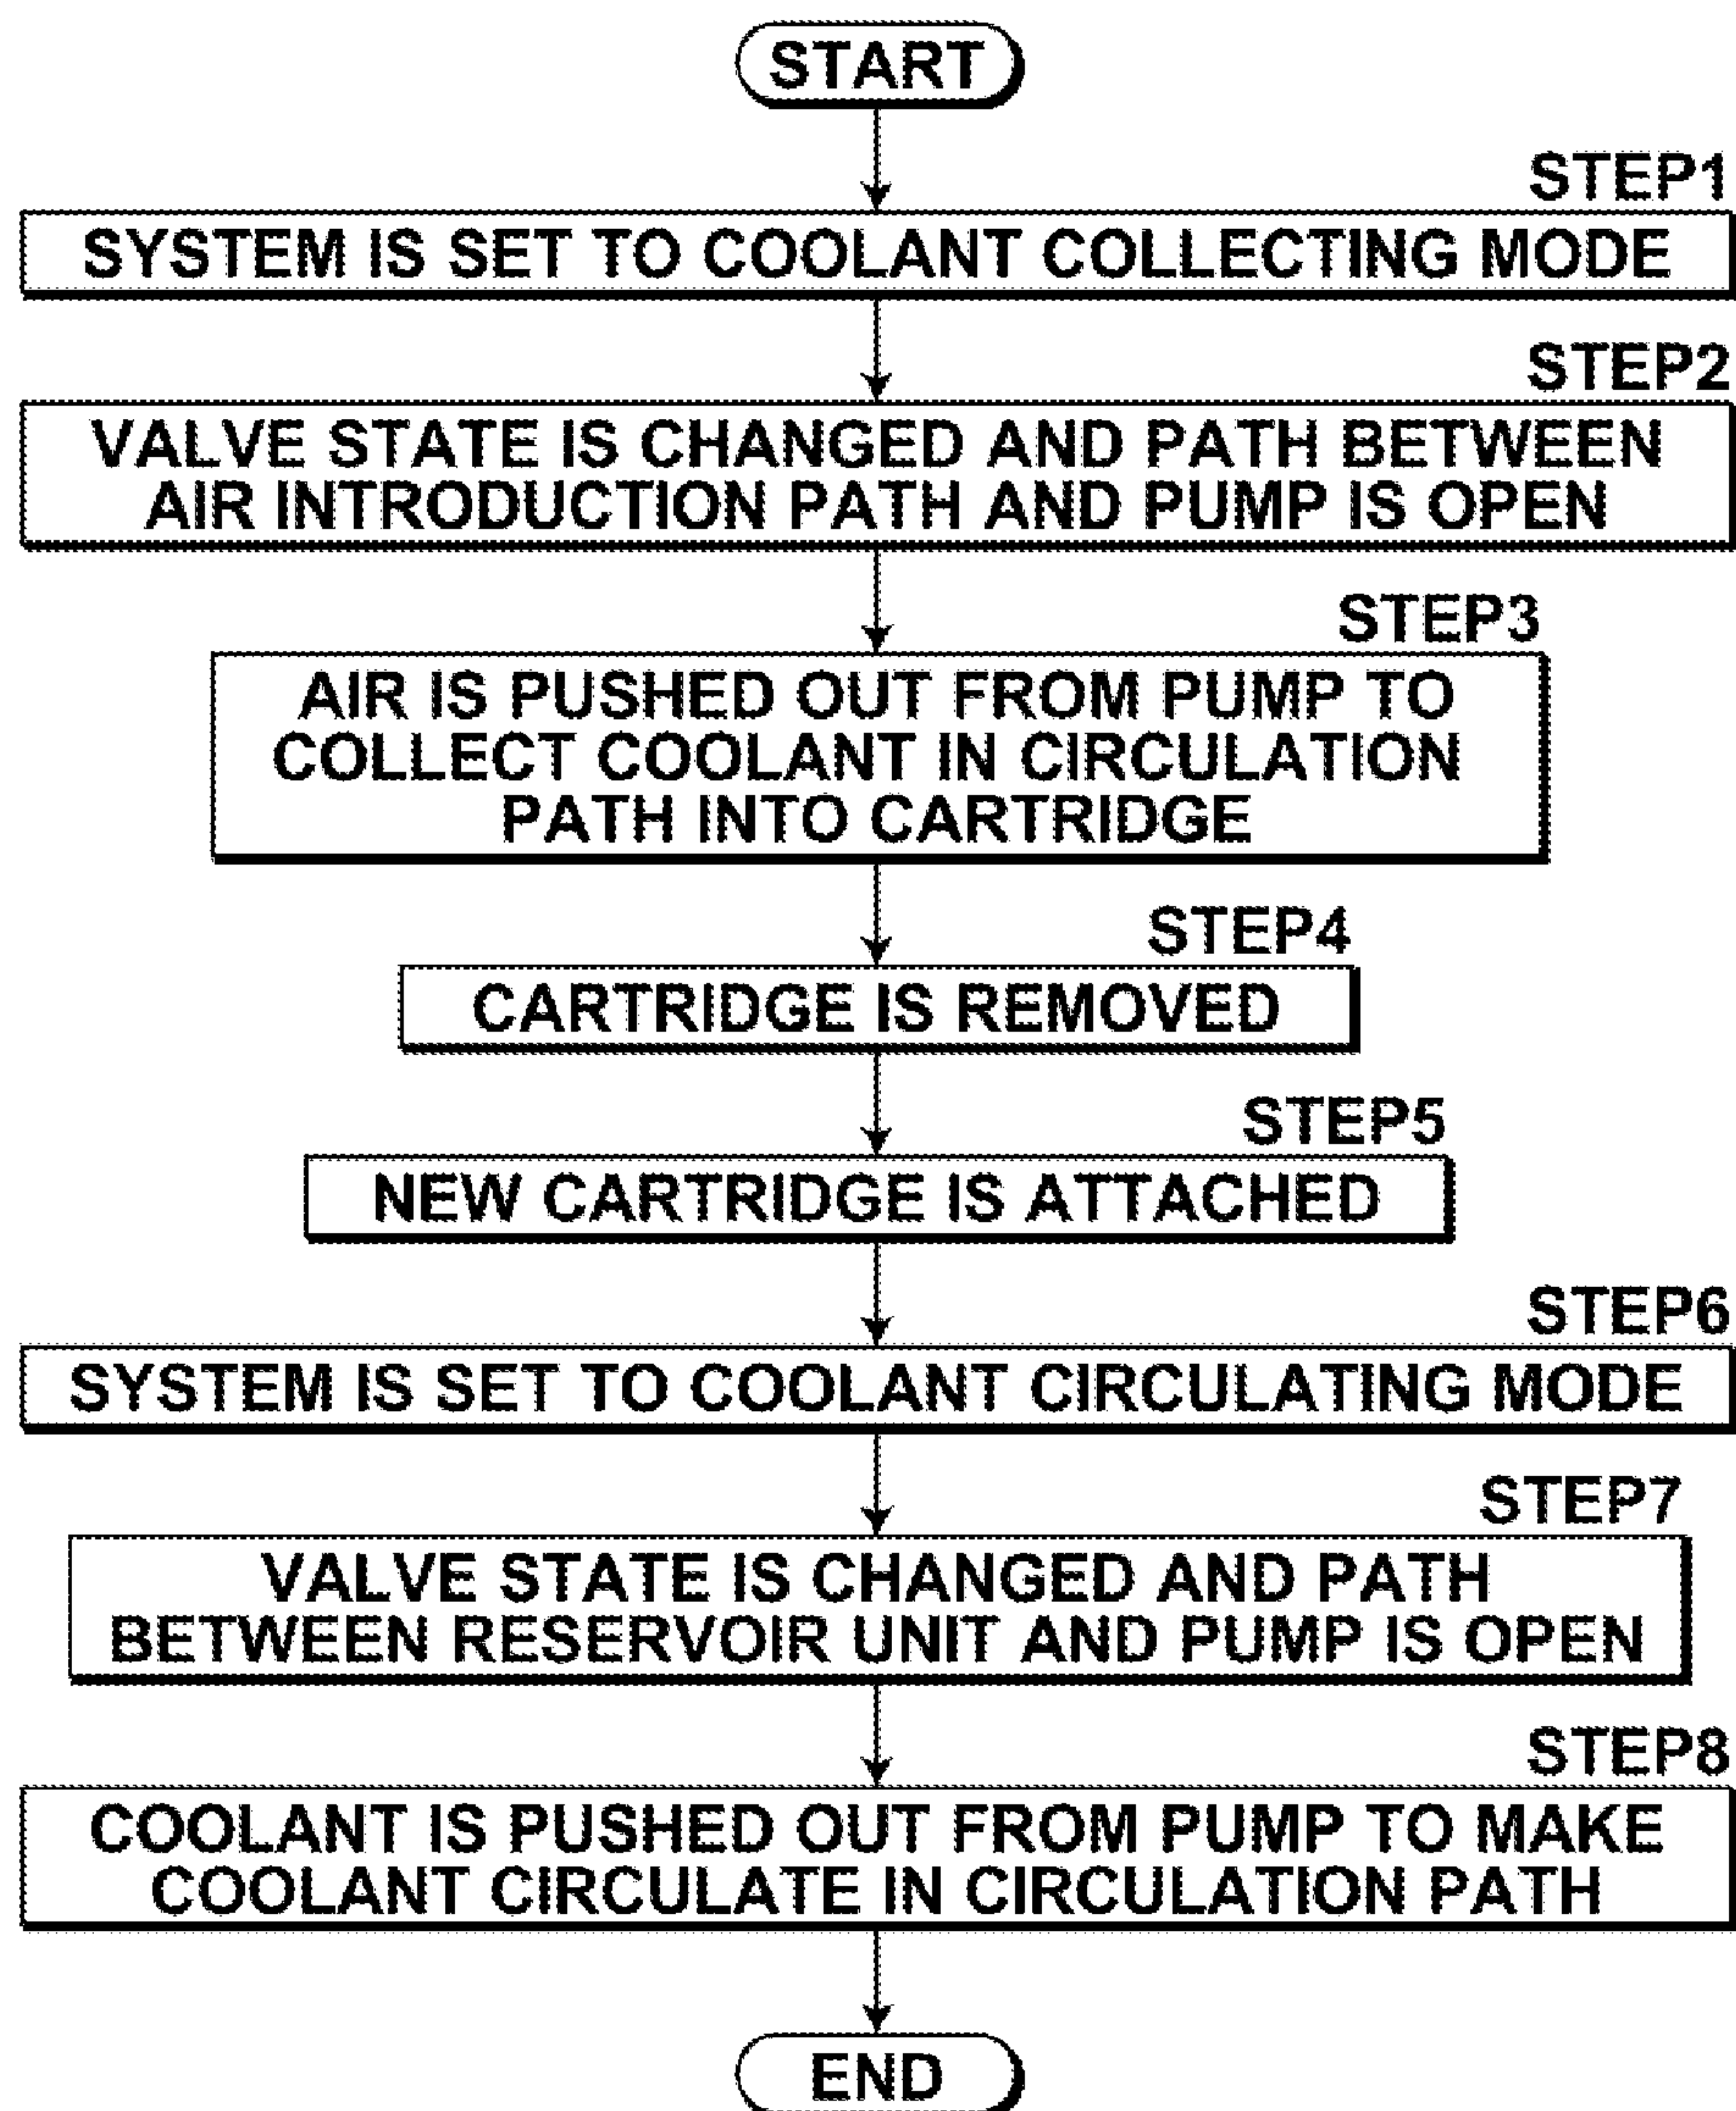 START
STEP1
SYSTEM IS SET TO COOLANT COLLECTING MODE
STEP2
VALVE STATE IS CHANGED AND PATH BETWEEN
AIR INTRODUCTION PATH AND PUMP IS OPEN
STEP3
AIR IS PUSHED OUT FROM PUMP TO
COLLECT COOLANT IN CIRCULATION
PATH INTO CARTRIDGE
STEP4
CARTRIDGE IS REMOVED
STEP5
NEW CARTRIDGE IS ATTACHED
STEP6
SYSTEM IS SET TO COOLANT CIRCULATING MODE
STEP7
VALVE STATE IS CHANGED AND PATH
BETWEEN RESERVOIR UNIT AND PUMP IS OPEN
STEP8
COOLANT IS PUSHED OUT FROM PUMP TO MAKE
COOLANT CIRCULATE IN CIRCULATION PATH
END